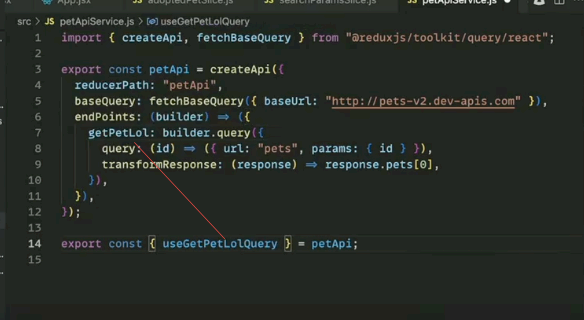 App.jsx adoptedPetSlice.js searchParamsSlice.js petApiService.js
src > petApiService.js > useGetPetLolQuery
1 import { createApi, fetchBaseQuery } from "@reduxjs/toolkit/query/react";
2
3 export const petApi = createApi({
4 reducerPath: "petApi",
5 baseQuery: fetchBaseQuery({ baseUrl: "http://pets-v2.dev-apis.com" }),
6 endPoints: (builder) => ({
7 getPetLol: builder.query({
8 query: (id) => ({ url: "pets", params: { id } }),
9 transformResponse: (response) => response.pets[0],
10 }),
11 }),
12 });
13
14 export const { useGetPetLolQuery } = petApi;
15